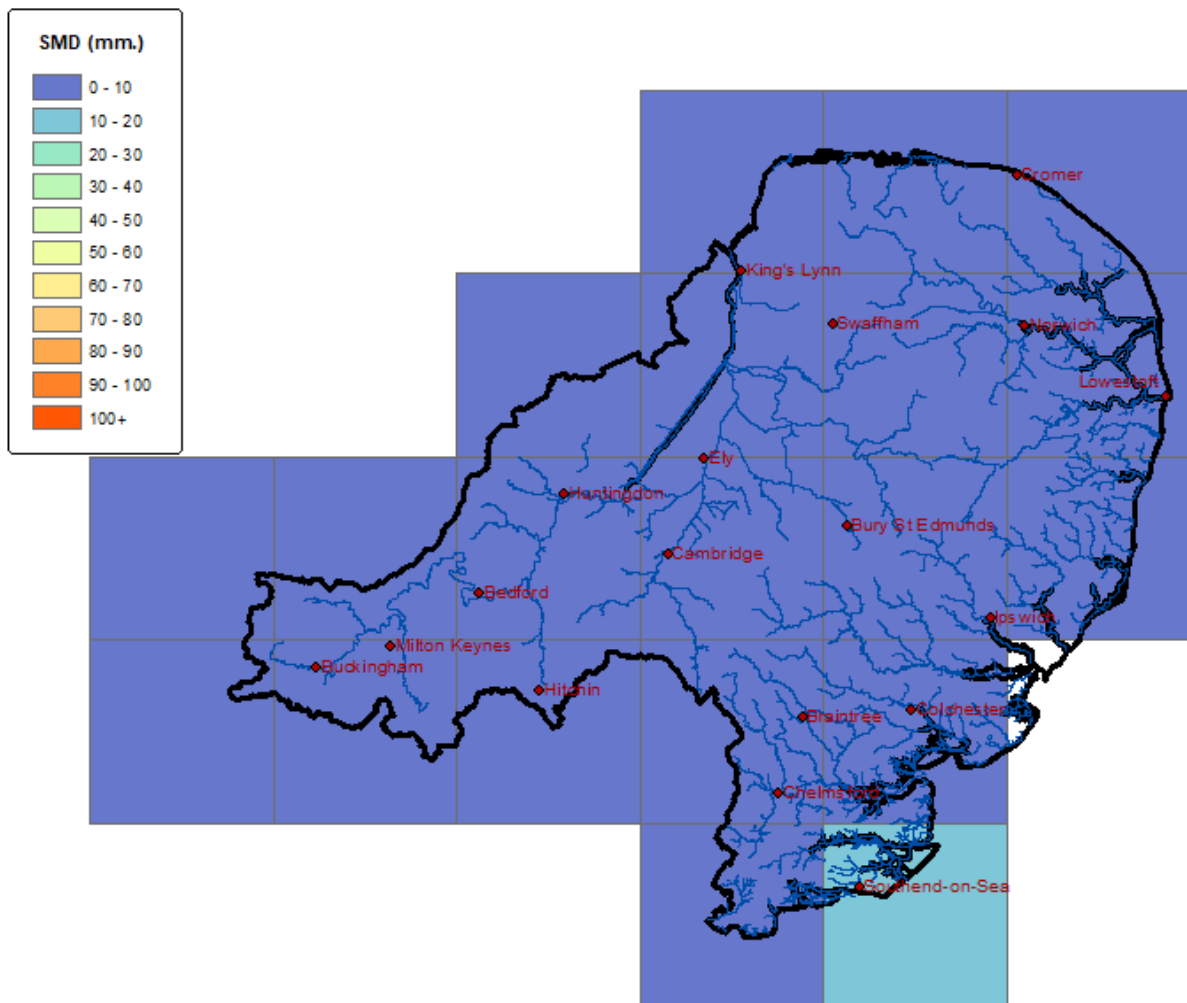 SMD (mm.)
0 - 10
10 - 20
20 - 30
30 - 40
40 - 50
50 - 60
60 - 70
70 - 80
80 - 90
90 - 100
100+
Cromer
King's Lynn
Swaffham
Norwich
Lowestoft
Ely
Huntingdon
Bury St Edmunds
Cambridge
Bedford
Ipswich
Milton Keynes
Buckingham
Hitchin
Braintree
Colchester
Chelmsford
Southend-on-Sea